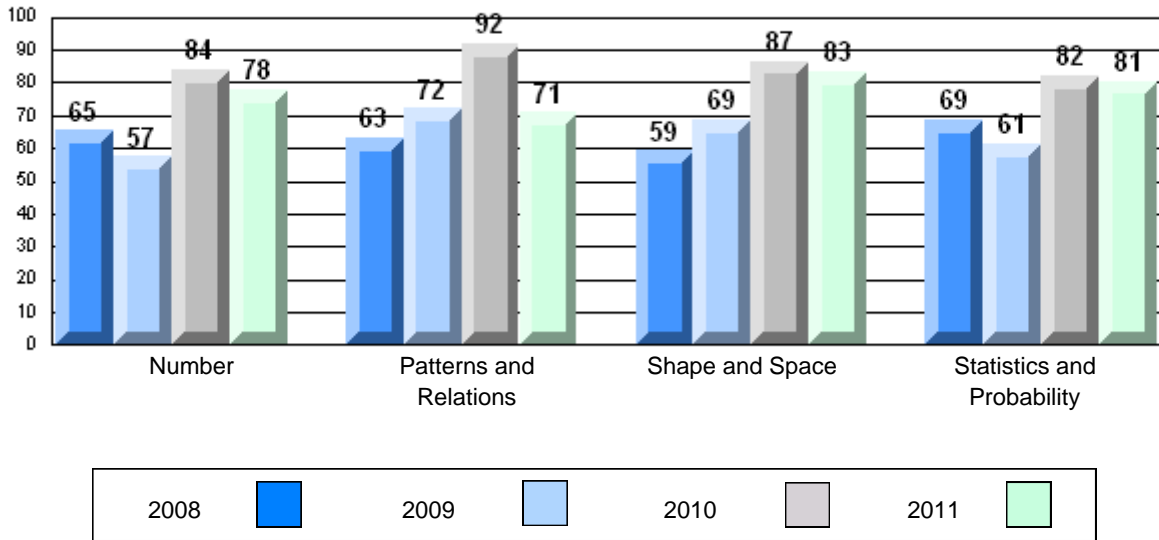 100
90
80
70
60
50
40
30
20
10
0
65 57 84 78
63 72 92 71
59 69 87 83
69 61 82 81
Number
Patterns and
Relations
Shape and Space
Statistics and
Probability
2008 2009 2010 2011